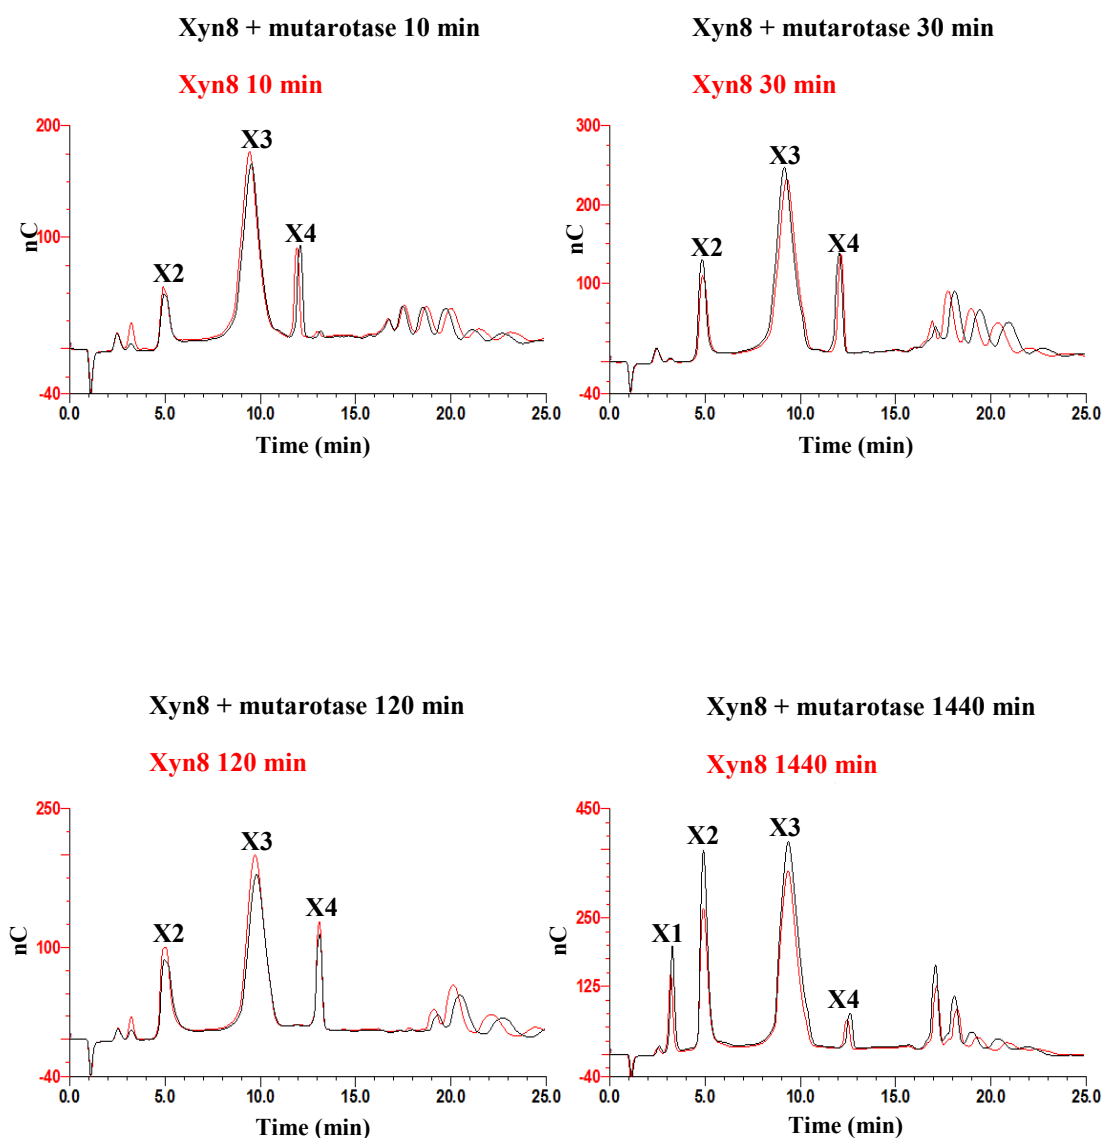 Xyn8 + mutarotase 10 min
Xyn8 10 min
200
100
-40
nC
X2
X3
X4
0.0 5.0 10.0 15.0 20.0 25.0
Time (min)
Xyn8 + mutarotase 30 min
Xyn8 30 min
300
200
100
-40
nC
X2
X3
X4
0.0 5.0 10.0 15.0 20.0 25.0
Time (min)
Xyn8 + mutarotase 120 min
Xyn8 120 min
250
100
-40
nC
X2
X3
X4
0.0 5.0 10.0 15.0 20.0 25.0
Time (min)
Xyn8 + mutarotase 1440 min
Xyn8 1440 min
450
250
125
-40
nC
X1
X2
X3
X4
0.0 5.0 10.0 15.0 20.0 25.0
Time (min)